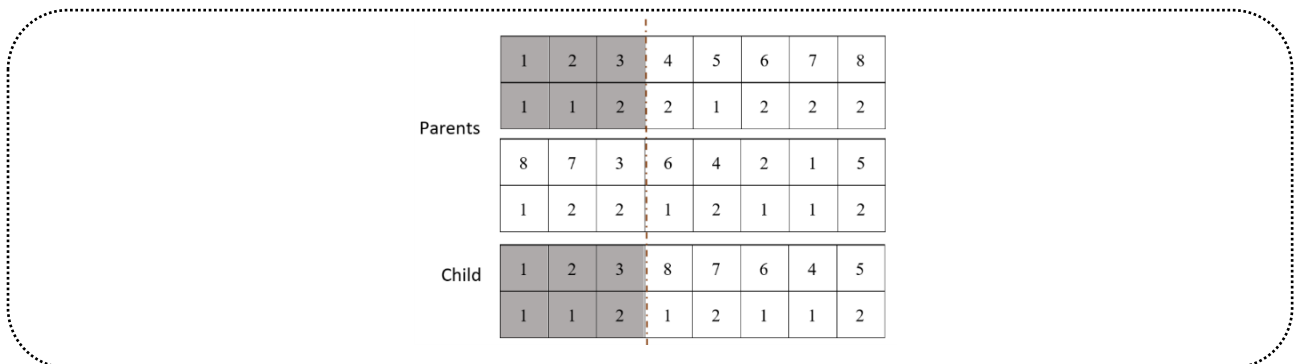 1 2 3 4 5 6 7 8
1 1 2 2 1 2 2 2
Parents
8 7 3 6 4 2 1 5
1 2 2 1 2 1 1 2
1 2 3 8 7 6 4 5
Child
1 1 2 1 2 1 1 2